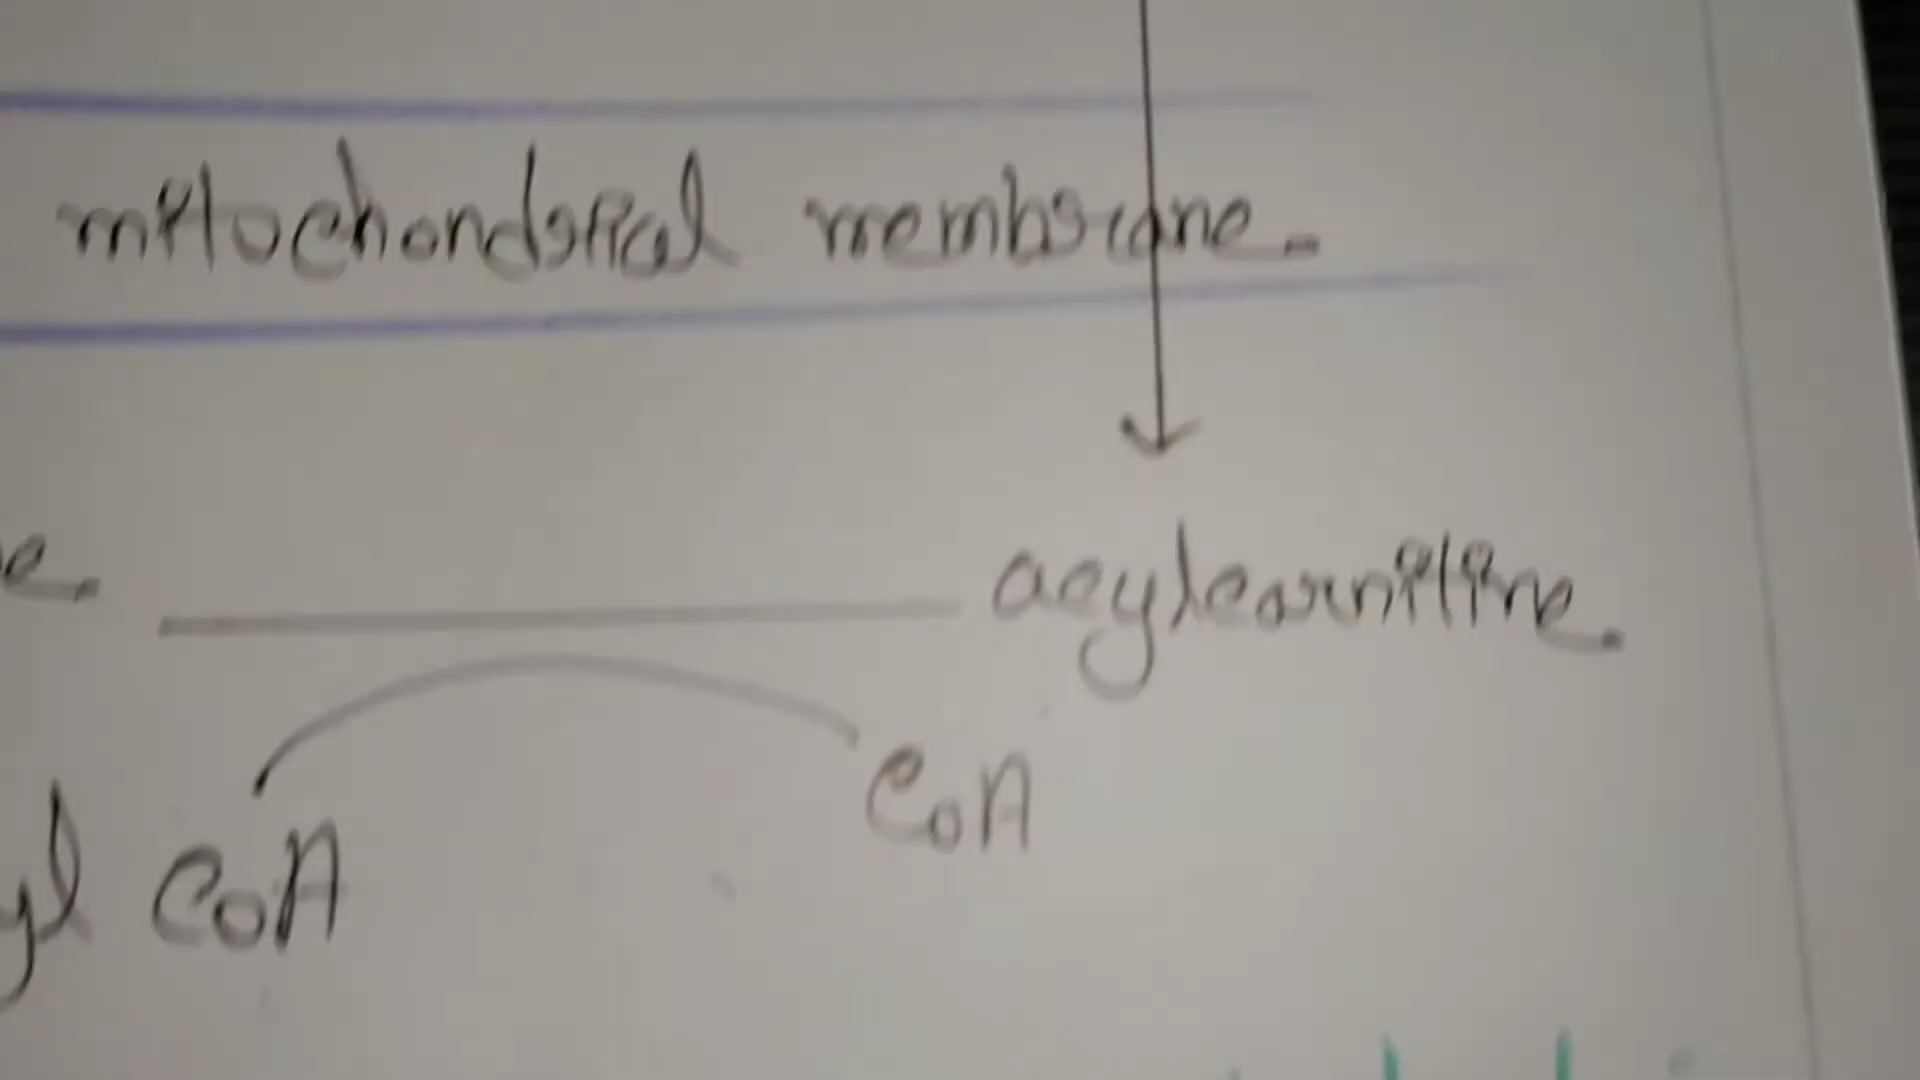 mitochondrial membrane.
acylcarnitine.
CoA
CoA